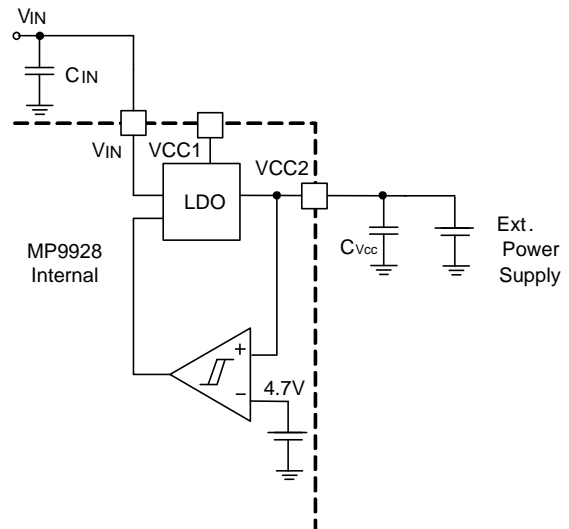 VIN
CIN
VIN
VCC1
VCC2
LDO
MP9928
Internal
CVcc
Ext.
Power
Supply
+
4.7V
−